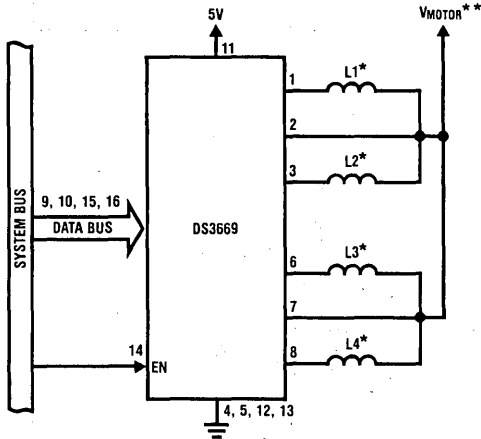 5V
VMOTOR**
11
1
L1*
2
3
L2*
SYSTEM BUS
9, 10, 15, 16
DATA BUS
DS3669
6
L3*
7
14
EN
8
L4*
4, 5, 12, 13